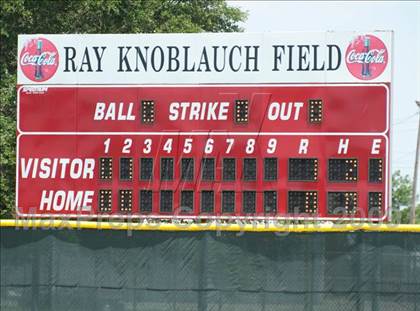 Coca-Cola RAY KNOBLAUCH FIELD Coca-Cola
SPECTRUM
BALL STRIKE OUT
1 2 3 4 5 6 7 8 9 R H E
VISITOR
HOME
MaxPreps